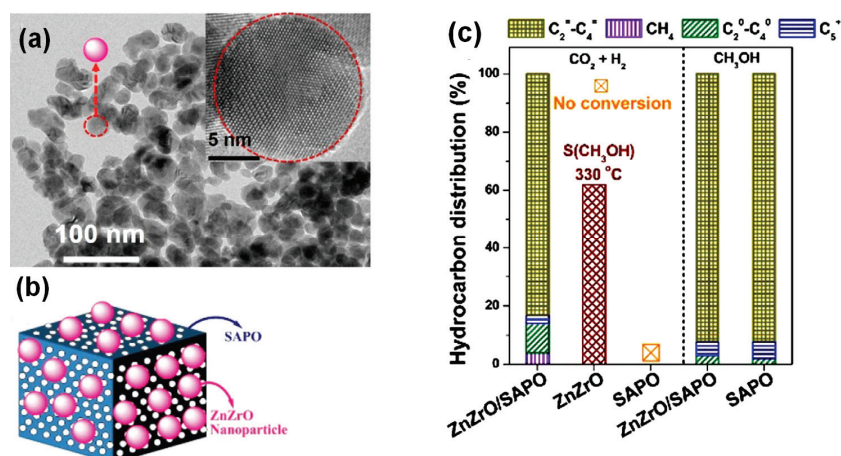 (a)
5 nm
100 nm
(b)
SAPO
ZnZrO
Nanoparticle
(c)
C₂⁼-C₄⁼ CH₄ C₂⁰-C₄⁰ C₅⁺
CO₂ + H₂ CH₃OH
No conversion
S(CH₃OH)
330 °C
Hydrocarbon distribution (%)
100
80
60
40
20
0
ZnZrO/SAPO ZnZrO SAPO ZnZrO/SAPO SAPO